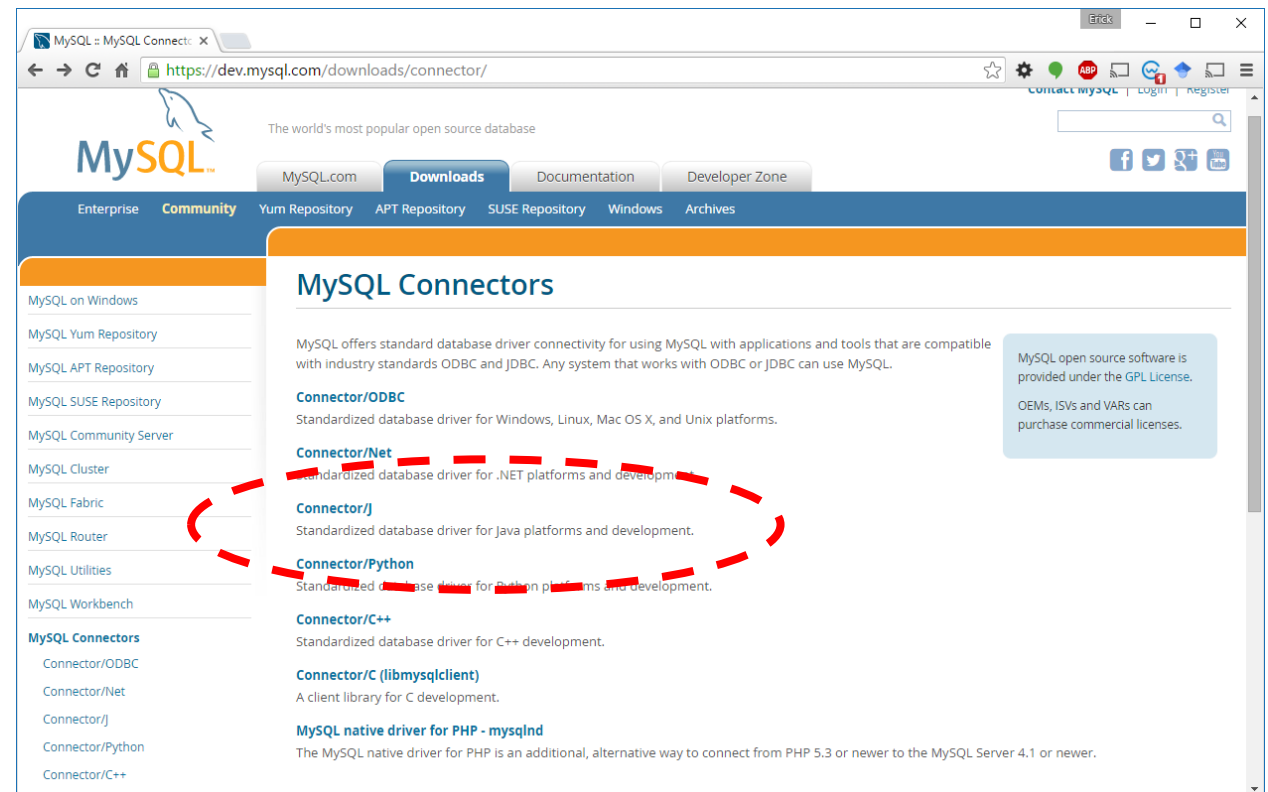 Erick
MySQL :: MySQL Connectc
https://dev.mysql.com/downloads/connector/
ABP
1
Contact MySQL | Login | Register
The world's most popular open source database
MySQL™
MySQL.com
Downloads
Documentation
Developer Zone
Enterprise Community Yum Repository APT Repository SUSE Repository Windows Archives
MySQL on Windows
MySQL Yum Repository
MySQL APT Repository
MySQL SUSE Repository
MySQL Community Server
MySQL Cluster
MySQL Fabric
MySQL Router
MySQL Utilities
MySQL Workbench
MySQL Connectors
Connector/ODBC
Connector/Net
Connector/J
Connector/Python
Connector/C++
MySQL Connectors
MySQL offers standard database driver connectivity for using MySQL with applications and tools that are compatible
with industry standards ODBC and JDBC. Any system that works with ODBC or JDBC can use MySQL.
Connector/ODBC
Standardized database driver for Windows, Linux, Mac OS X, and Unix platforms.
Connector/Net
Standardized database driver for .NET platforms and development.
Connector/J
Standardized database driver for Java platforms and development.
Connector/Python
Standardized database driver for Python platforms and development.
Connector/C++
Standardized database driver for C++ development.
Connector/C (libmysqlclient)
A client library for C development.
MySQL native driver for PHP - mysqlnd
The MySQL native driver for PHP is an additional, alternative way to connect from PHP 5.3 or newer to the MySQL Server 4.1 or newer.
MySQL open source software is
provided under the GPL License.
OEMs, ISVs and VARs can
purchase commercial licenses.
f
g+
You
Tube